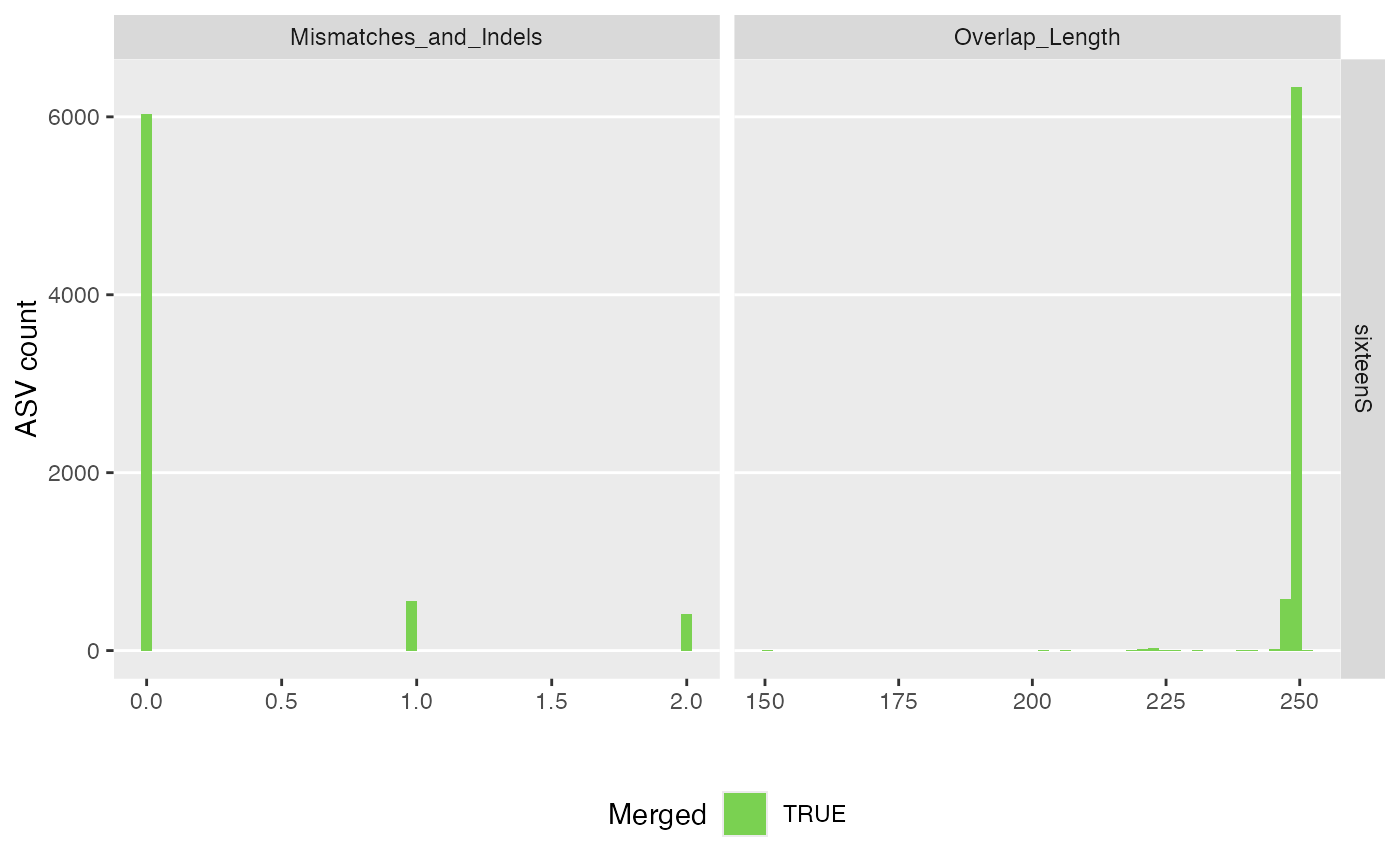 Mismatches_and_Indels
Overlap_Length
ASV count
6000
4000
2000
0
sixteenS
0.0 0.5 1.0 1.5 2.0
150 175 200 225 250
Merged TRUE